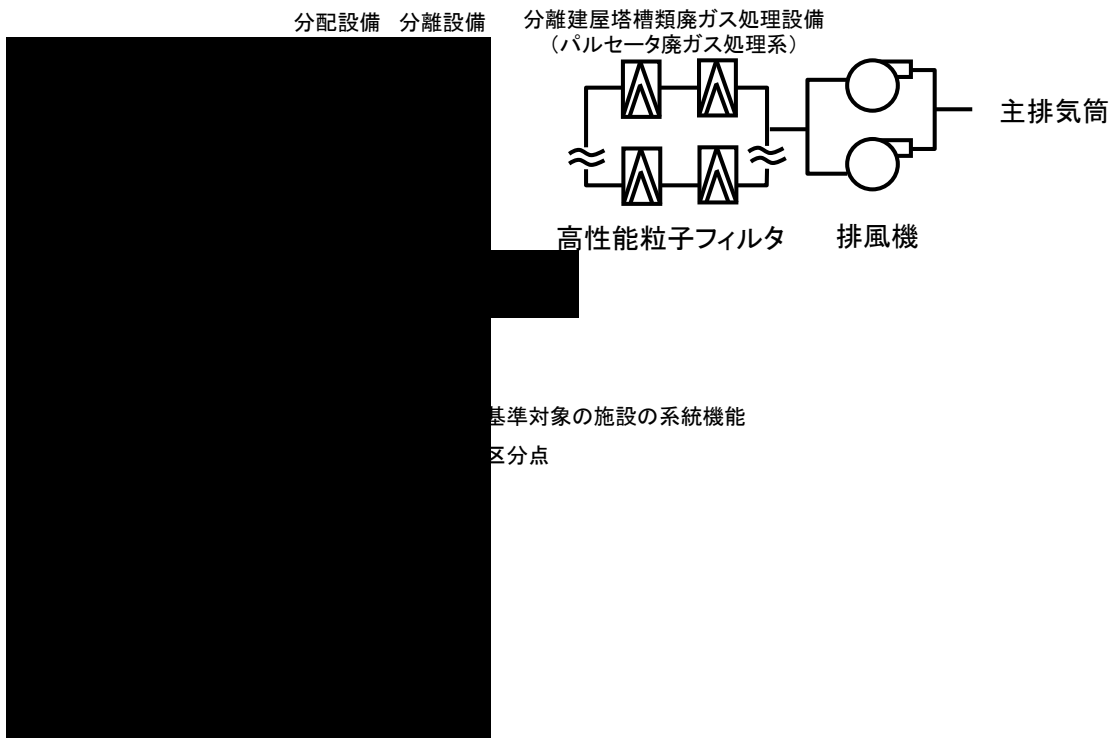 分配設備 分離設備 分離建屋塔槽類廃ガス処理設備
(パルセータ廃ガス処理系)
主排気筒
高性能粒子フィルタ 排風機
基準対象の施設の系統機能
区分点